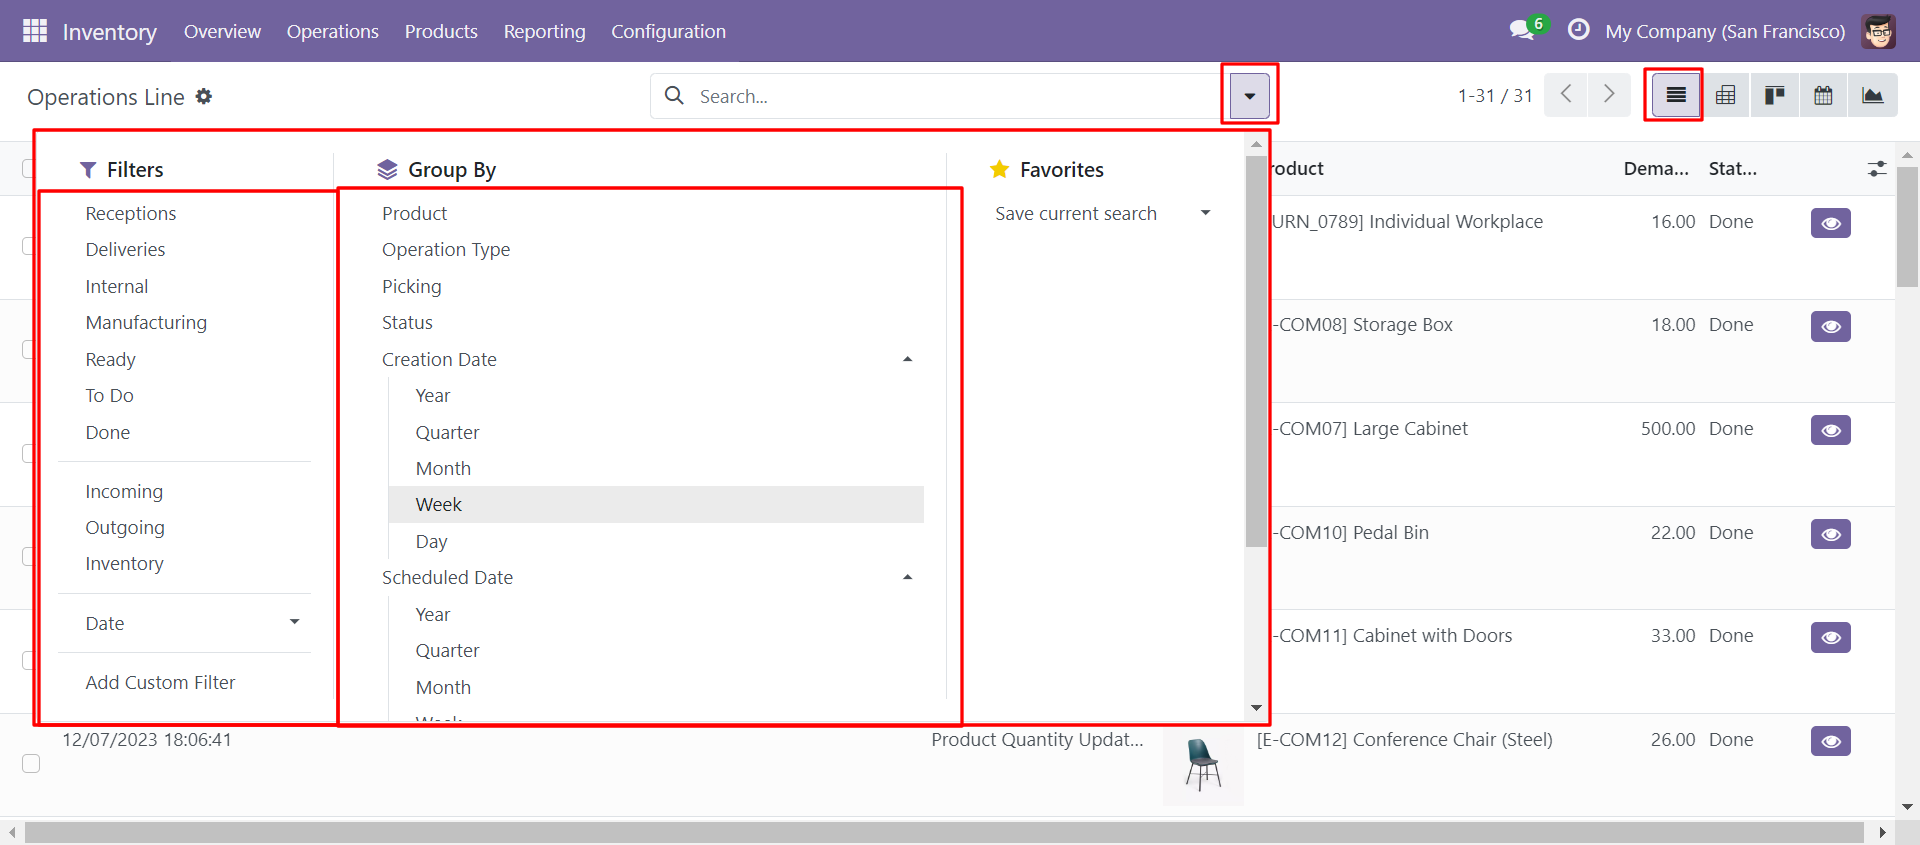 Inventory Overview Operations Products Reporting Configuration 6 My Company (San Francisco)
Operations Line Search... 1-31 / 31
Filters Group By Favorites roduct Dema... Stat...
Receptions Product Save current search URN_0789] Individual Workplace 16.00 Done
Deliveries Operation Type
Internal Picking
Manufacturing Status -COM08] Storage Box 18.00 Done
Ready Creation Date
To Do Year
Done Quarter -COM07] Large Cabinet 500.00 Done
Month
Incoming Week
Outgoing Day -COM10] Pedal Bin 22.00 Done
Inventory Scheduled Date
Date Year -COM11] Cabinet with Doors 33.00 Done
Quarter
Add Custom Filter Month
Week
12/07/2023 18:06:41 Product Quantity Updat... [E-COM12] Conference Chair (Steel) 26.00 Done